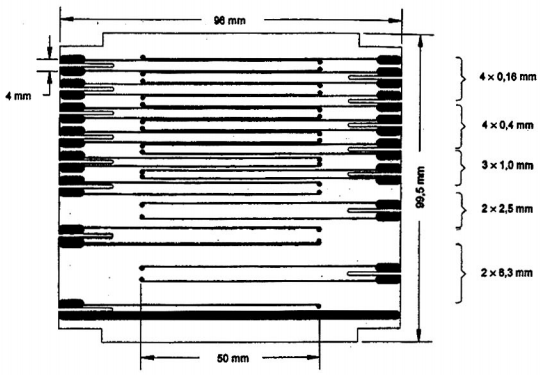 96 mm
4 mm
4 × 0,16 mm
4 × 0,4 mm
3 × 1,0 mm
2 × 2,5 mm
2 × 6,3 mm
99,5 mm
50 mm